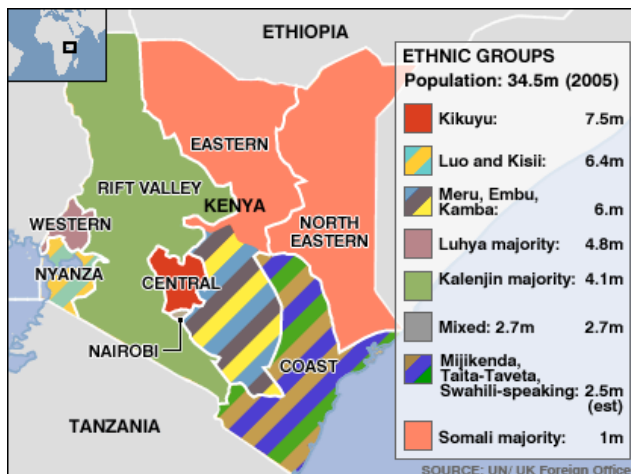 ETHIOPIA
EASTERN
RIFT VALLEY
KENYA
WESTERN
NORTH
EASTERN
NYANZA
CENTRAL
NAIROBI
COAST
TANZANIA
ETHNIC GROUPS
Population: 34.5m (2005)
Kikuyu: 7.5m
Luo and Kisii: 6.4m
Meru, Embu,
Kamba: 6.m
Luhya majority: 4.8m
Kalenjin majority: 4.1m
Mixed: 2.7m 2.7m
Mijikenda,
Taita-Taveta,
Swahili-speaking: 2.5m
(est)
Somali majority: 1m
SOURCE: UN/ UK Foreign Office